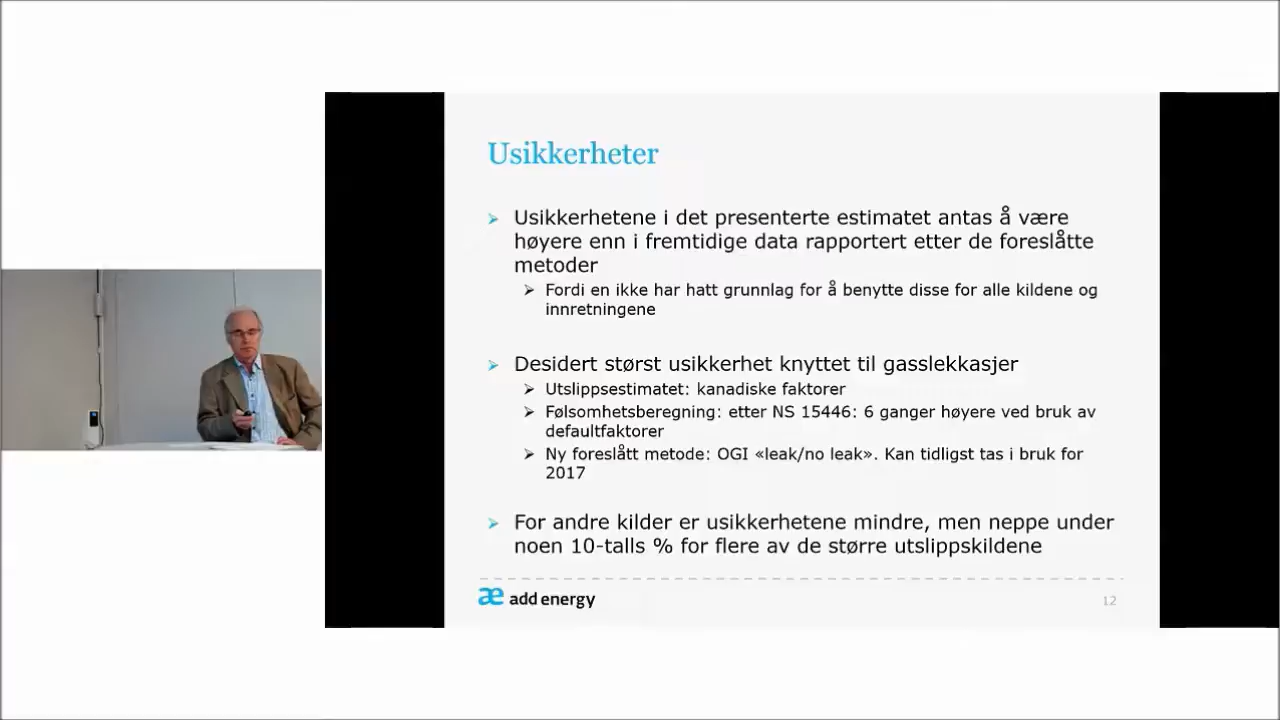 Usikkerheter
➢ Usikkerhetene i det presenterte estimatet antas å være
høyere enn i fremtidige data rapportert etter de foreslåtte
metoder
➢ Fordi en ikke har hatt grunnlag for å benytte disse for alle kildene og
innretningene
➢ Desidert størst usikkerhet knyttet til gasslekkasjer
➢ Utslippsestimatet: kanadiske faktorer
➢ Følsomhetsberegning: etter NS 15446: 6 ganger høyere ved bruk av
defaultfaktorer
➢ Ny foreslått metode: OGI «leak/no leak». Kan tidligst tas i bruk for
2017
➢ For andre kilder er usikkerhetene mindre, men neppe under
noen 10-talls % for flere av de større utslippskildene
æ add energy
12